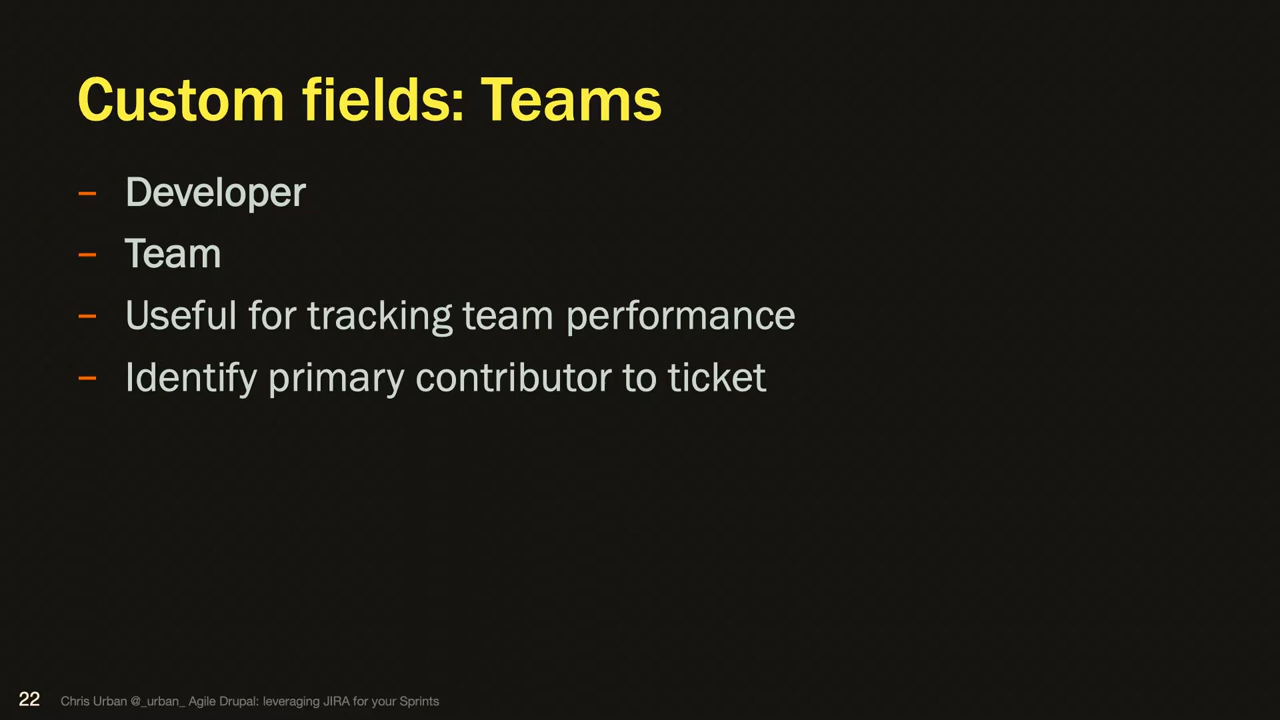 Custom fields: Teams
– Developer
– Team
– Useful for tracking team performance
– Identify primary contributor to ticket
22 Chris Urban @_urban_ Agile Drupal: leveraging JIRA for your Sprints